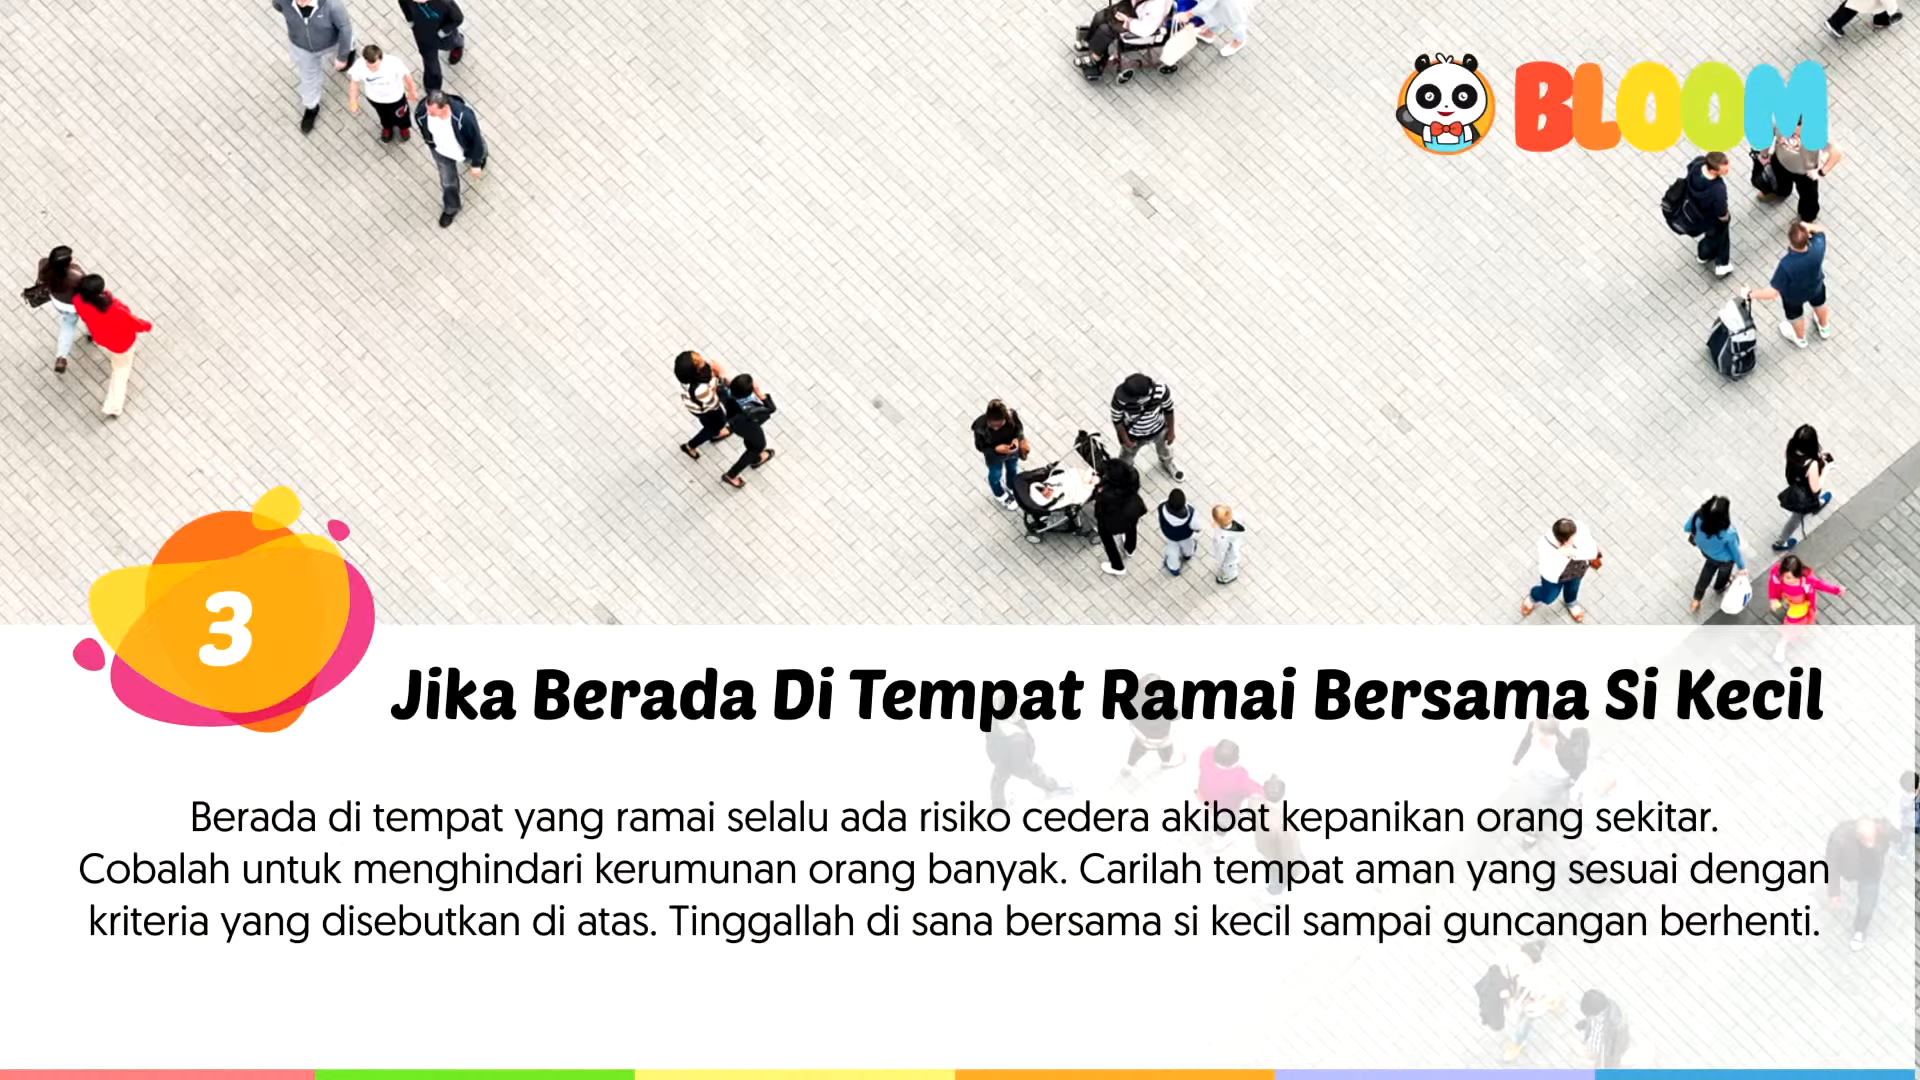 BLOOM
3
Jika Berada Di Tempat Ramai Bersama Si Kecil
Berada di tempat yang ramai selalu ada risiko cedera akibat kepanikan orang sekitar.
Cobalah untuk menghindari kerumunan orang banyak. Carilah tempat aman yang sesuai dengan
kriteria yang disebutkan di atas. Tinggallah di sana bersama si kecil sampai guncangan berhenti.